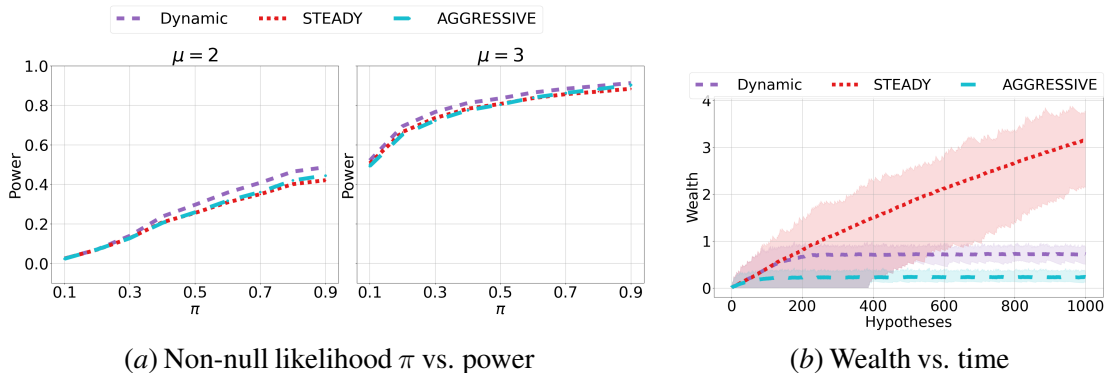 Dynamic STEADY AGGRESSIVE
μ = 2
μ = 3
Power
1.0
0.8
0.6
0.4
0.2
0.0
0.1 0.3 0.5 0.7 0.9
π
Power
0.1 0.3 0.5 0.7 0.9
π
(a) Non-null likelihood π vs. power
Dynamic STEADY AGGRESSIVE
Wealth
4
3
2
1
0
0 200 400 600 800 1000
Hypotheses
(b) Wealth vs. time